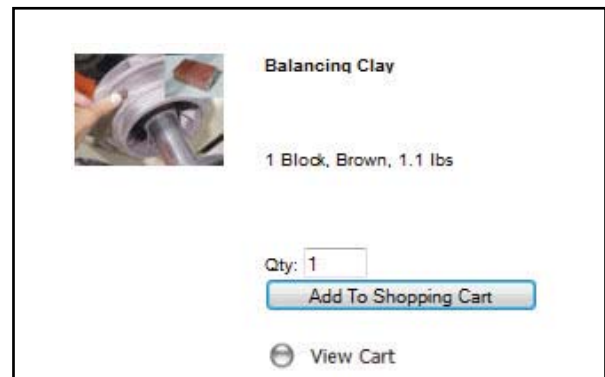 Balancing Clay
1 Block, Brown, 1.1 lbs
Qty: 1
Add To Shopping Cart
View Cart